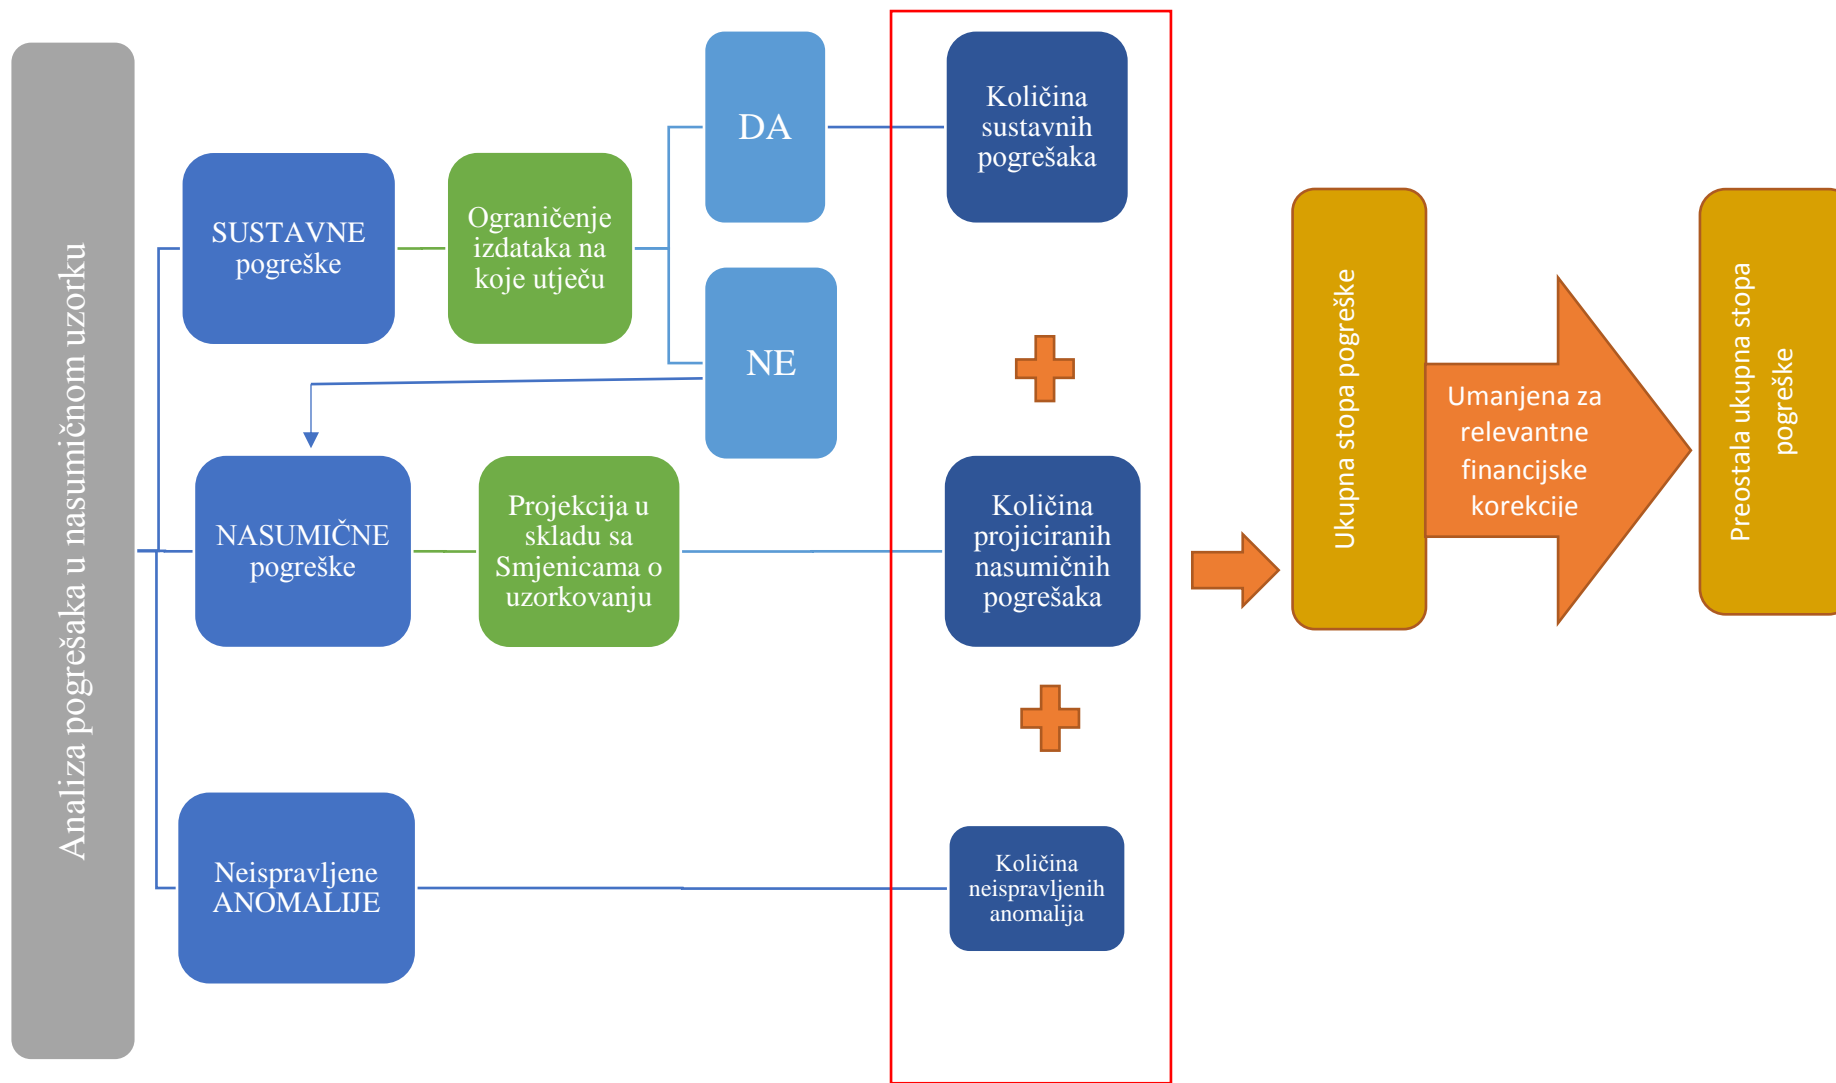 Analiza pogrešaka u nasumičnom uzorku
SUSTAVNE
pogreške
Ograničenje
izdataka na
koje utječu
DA
NE
Količina
sustavnih
pogrešaka
NASUMIČNE
pogreške
Projekcija u
skladu sa
Smjenicama o
uzorkovanju
Količina
projiciranih
nasumičnih
pogrešaka
Neispravljene
ANOMALIJE
Količina
neispravljenih
anomalija
Ukupna stopa pogreške
Umanjena za
relevantne
financijske
korekcije
Preostala ukupna stopa
pogreške